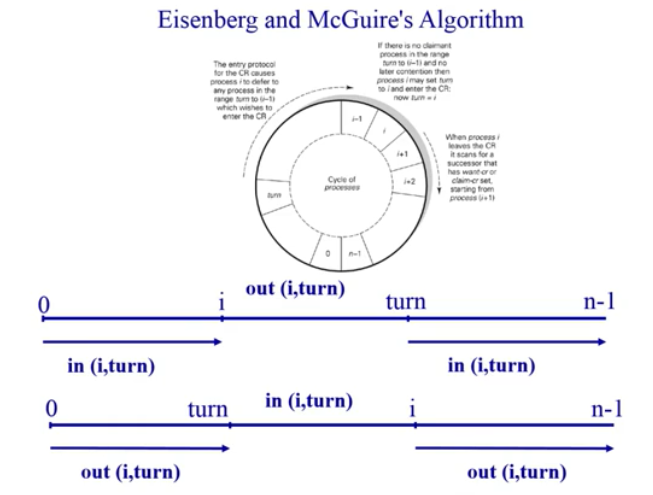 Eisenberg and McGuire's Algorithm
The entry protocol
for the CR causes
process i to defer to
any process in the
range turn to (i–1)
which wishes to
enter the CR
If there is no claimant
process in the range
turn to (i–1) and no
later contention then
process i may set turn
to i and enter the CR:
now turn = i
When process i
leaves the CR
it scans for a
successor that
has want-cr or
claim-cr set,
starting from
process (i+1)
i–1
i
i+1
i+2
Cycle of
processes
turn
0
n–1
out (i,turn)
0
i
turn
n-1
in (i,turn)
in (i,turn)
in (i,turn)
0
turn
i
n-1
out (i,turn)
out (i,turn)